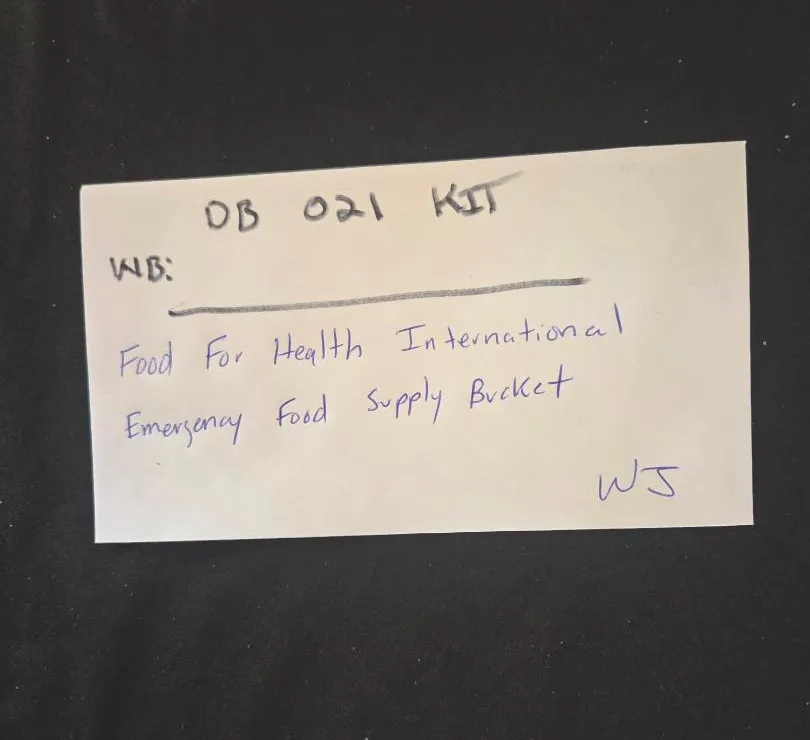 DB 021 KIT
WB:
Food For Health International
Emergency Food Supply Bucket
WJ